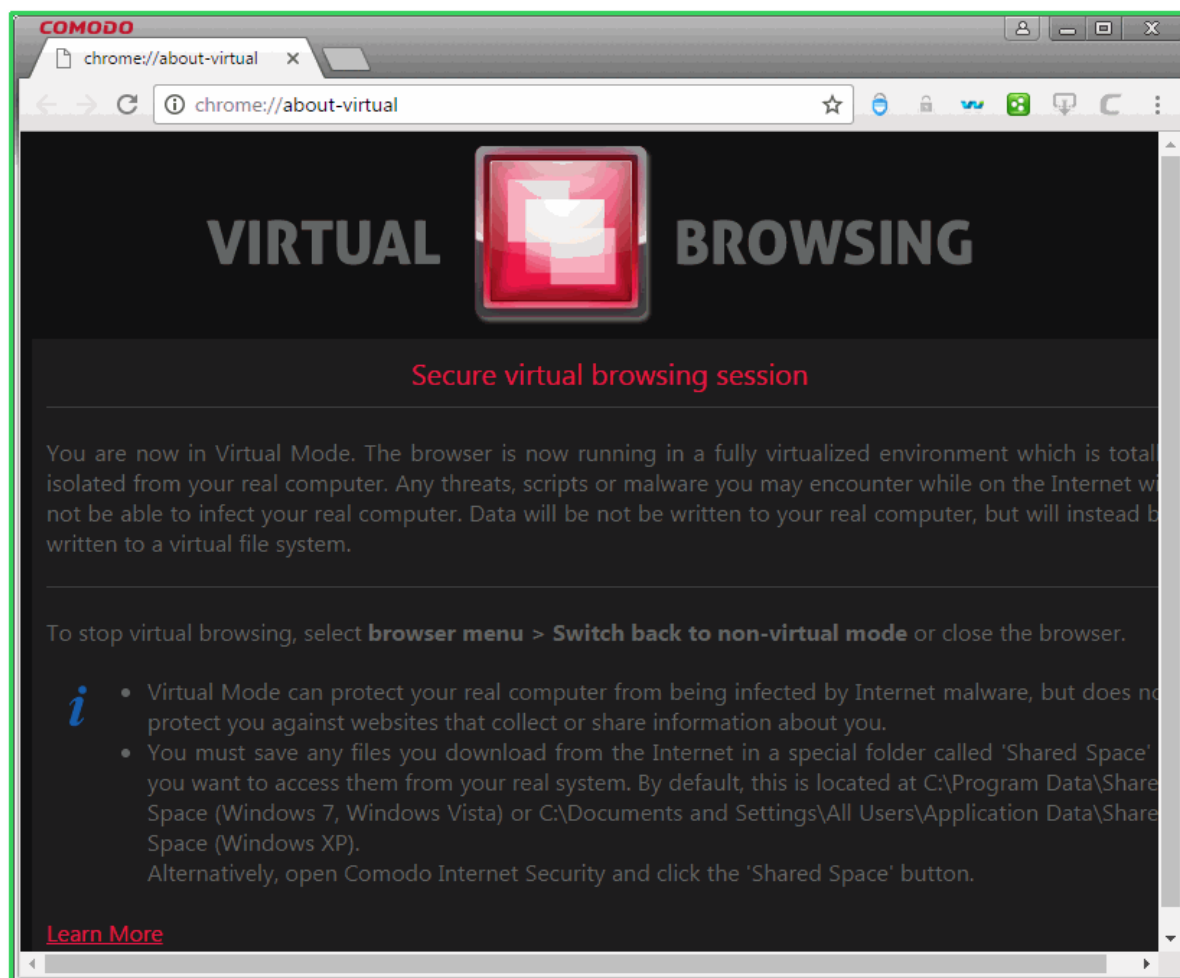 COMODO
chrome://about-virtual
chrome://about-virtual
VIRTUAL BROWSING
Secure virtual browsing session
You are now in Virtual Mode. The browser is now running in a fully virtualized environment which is totall
isolated from your real computer. Any threats, scripts or malware you may encounter while on the Internet wi
not be able to infect your real computer. Data will be not be written to your real computer, but will instead b
written to a virtual file system.
To stop virtual browsing, select browser menu > Switch back to non-virtual mode or close the browser.
i
• Virtual Mode can protect your real computer from being infected by Internet malware, but does no
protect you against websites that collect or share information about you.
• You must save any files you download from the Internet in a special folder called 'Shared Space'
you want to access them from your real system. By default, this is located at C:\Program Data\Share
Space (Windows 7, Windows Vista) or C:\Documents and Settings\All Users\Application Data\Share
Space (Windows XP).
Alternatively, open Comodo Internet Security and click the 'Shared Space' button.
Learn More